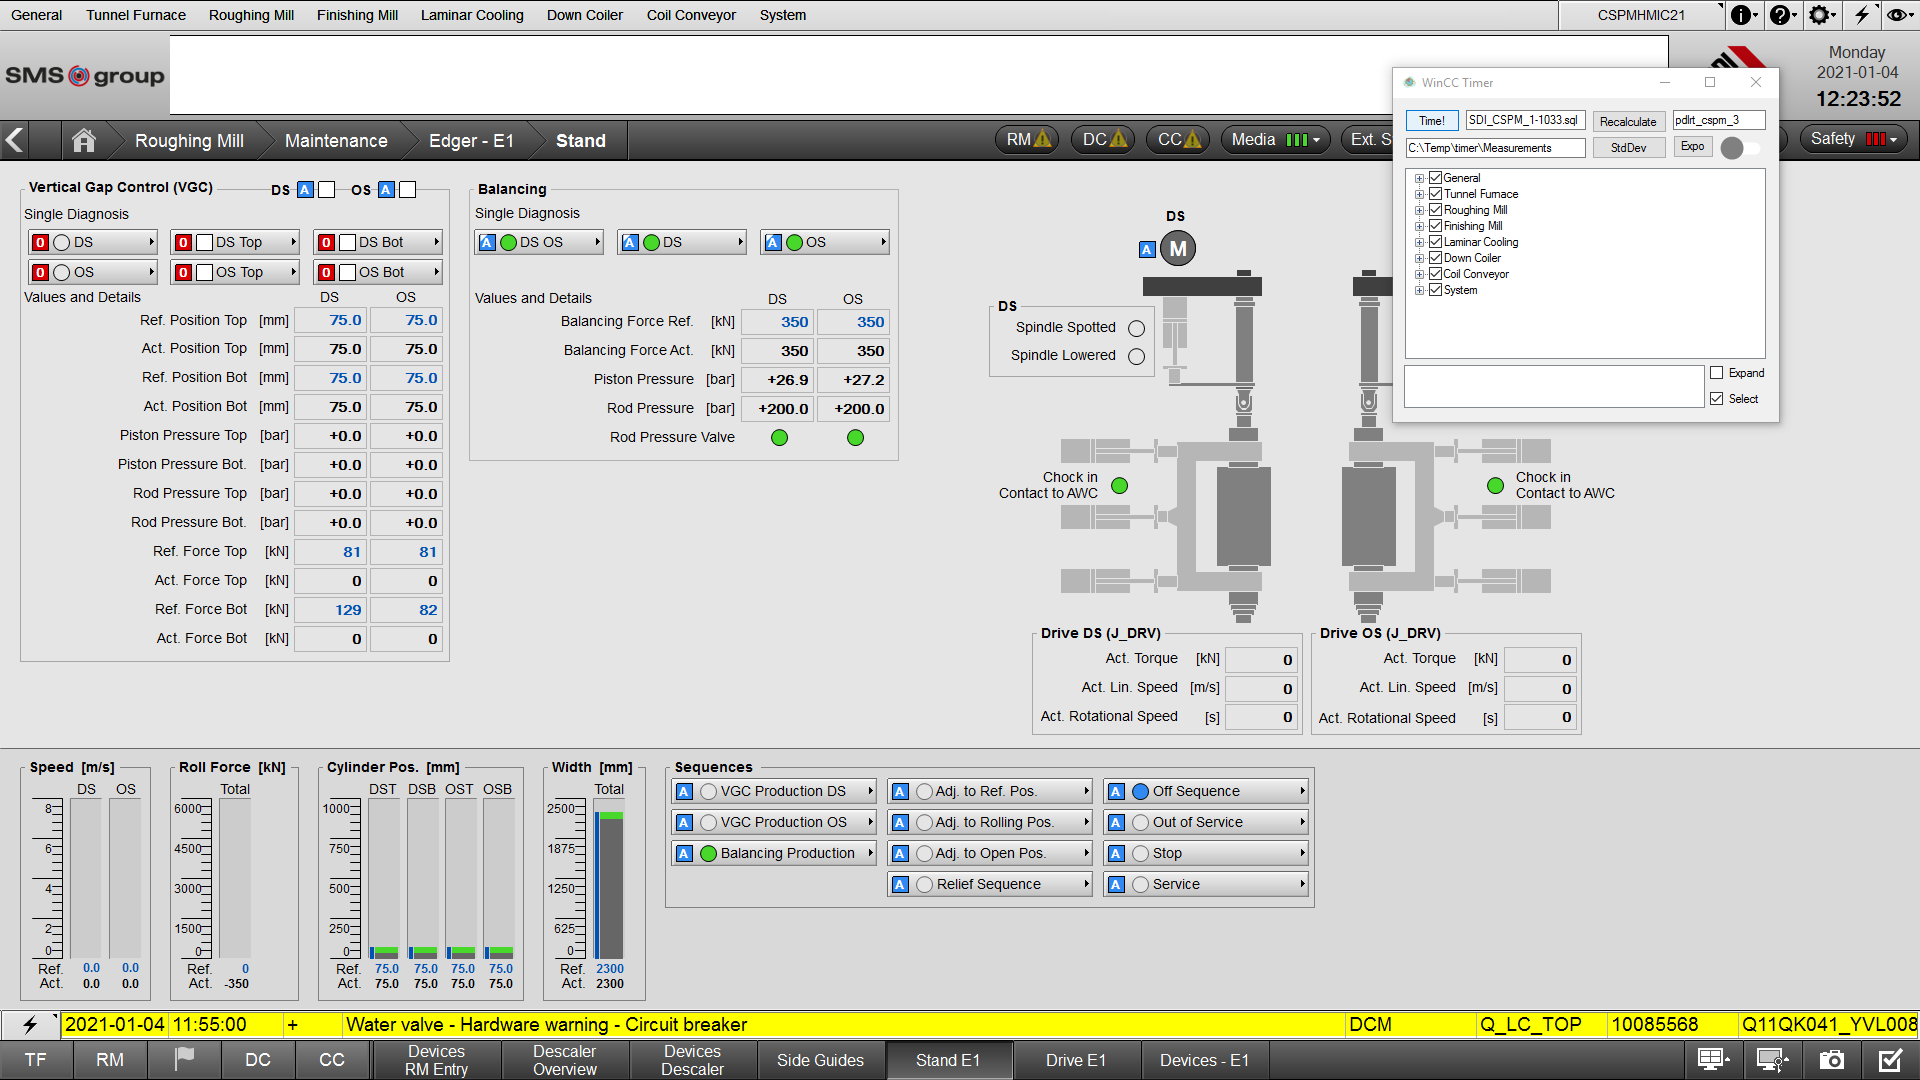 General Tunnel Furnace Roughing Mill Finishing Mill Laminar Cooling Down Coiler Coil Conveyor System CSPMHMIC21
SMS group
Monday
2021-01-04
12:23:52
Roughing Mill Maintenance Edger - E1 Stand RM DC CC Media Ext. S Safety
WinCC Timer
Time! SDI_CSPM_1-1033.sql Recalculate pdlrt_cspm_3
C:\Temp\timer\Measurements StdDev Expo
General
Tunnel Furnace
Roughing Mill
Finishing Mill
Laminar Cooling
Down Coiler
Coil Conveyor
System
Expand
Select
Vertical Gap Control (VGC) DS A OS A
Single Diagnosis
0 DS 0 DS Top 0 DS Bot
0 OS 0 OS Top 0 OS Bot
Values and Details DS OS
Ref. Position Top [mm] 75.0 75.0
Act. Position Top [mm] 75.0 75.0
Ref. Position Bot [mm] 75.0 75.0
Act. Position Bot [mm] 75.0 75.0
Piston Pressure Top [bar] +0.0 +0.0
Piston Pressure Bot. [bar] +0.0 +0.0
Rod Pressure Top [bar] +0.0 +0.0
Rod Pressure Bot. [bar] +0.0 +0.0
Ref. Force Top [kN] 81 81
Act. Force Top [kN] 0 0
Ref. Force Bot [kN] 129 82
Act. Force Bot [kN] 0 0
Balancing
Single Diagnosis
A DS OS A DS A OS
Values and Details DS OS
Balancing Force Ref. [kN] 350 350
Balancing Force Act. [kN] 350 350
Piston Pressure [bar] +26.9 +27.2
Rod Pressure [bar] +200.0 +200.0
Rod Pressure Valve
DS
A M
DS
Spindle Spotted
Spindle Lowered
Chock in
Contact to AWC
Chock in
Contact to AWC
Drive DS (J_DRV)
Act. Torque [kN] 0
Act. Lin. Speed [m/s] 0
Act. Rotational Speed [s] 0
Drive OS (J_DRV)
Act. Torque [kN] 0
Act. Lin. Speed [m/s] 0
Act. Rotational Speed [s] 0
Speed [m/s]
DS OS
8
6
4
2
0
Ref. 0.0 0.0
Act. 0.0 0.0
Roll Force [kN]
Total
6000
4500
3000
1500
0
Ref. 0
Act. -350
Cylinder Pos. [mm]
DST DSB OST OSB
1000
750
500
250
0
Ref. 75.0 75.0 75.0 75.0
Act. 75.0 75.0 75.0 75.0
Width [mm]
Total
2500
1875
1250
625
0
Ref. 2300
Act. 2300
Sequences
A VGC Production DS A Adj. to Ref. Pos. A Off Sequence
A VGC Production OS A Adj. to Rolling Pos. A Out of Service
A Balancing Production A Adj. to Open Pos. A Stop
A Relief Sequence A Service
2021-01-04 11:55:00 + Water valve - Hardware warning - Circuit breaker DCM Q_LC_TOP 10085568 Q11QK041_YVL008
TF RM DC CC Devices RM Entry Descaler Overview Devices Descaler Side Guides Stand E1 Drive E1 Devices - E1